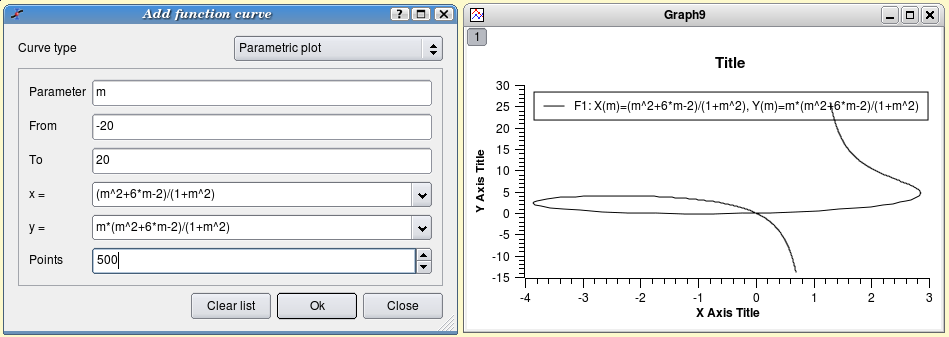 Add function curve
?
Curve type Parametric plot
Parameter m
From -20
To 20
x = (m^2+6*m-2)/(1+m^2)
y = m*(m^2+6*m-2)/(1+m^2)
Points 500
Clear list Ok Close
Graph9
1
Title
F1: X(m)=(m^2+6*m-2)/(1+m^2), Y(m)=m*(m^2+6*m-2)/(1+m^2)
Y Axis Title
30
25
20
15
10
5
0
-5
-10
-15
-4 -3 -2 -1 0 1 2 3
X Axis Title